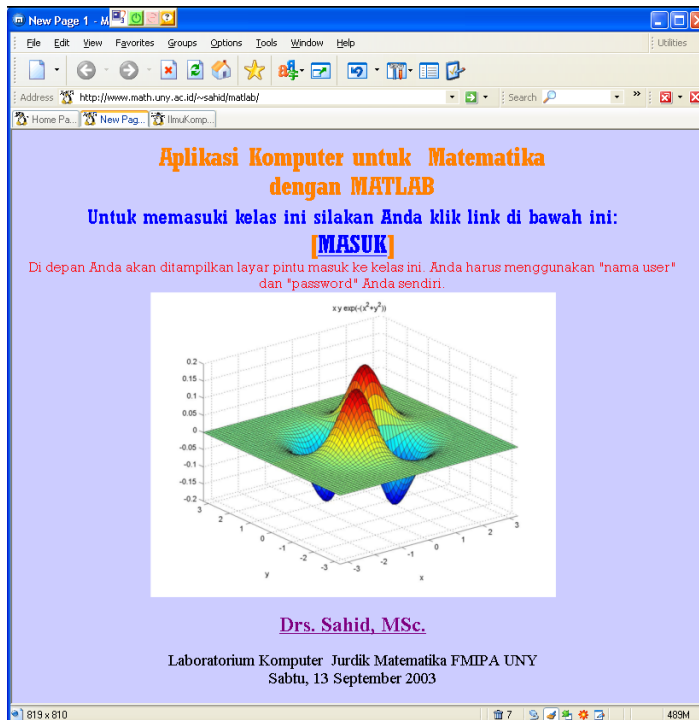 New Page 1 - M
File Edit View Favorites Groups Options Tools Window Help
Utilities
Address http://www.math.uny.ac.id/~sahid/matlab/
Search
Home Pa... New Pag... IlmuKomp...
Aplikasi Komputer untuk Matematika
dengan MATLAB
Untuk memasuki kelas ini silakan Anda klik link di bawah ini:
[MASUK]
Di depan Anda akan ditampilkan layar pintu masuk ke kelas ini. Anda harus menggunakan "nama user"
dan "password" Anda sendiri.
x y exp(-(x²+y²))
0.2
0.15
0.1
0.05
0
-0.05
-0.1
-0.15
-0.2
3
2
1
0
-1
-2
-3
y
-3
-2
-1
0
1
2
3
x
Drs. Sahid, MSc.
Laboratorium Komputer Jurdik Matematika FMIPA UNY
Sabtu, 13 September 2003
819 x 810
7
489M